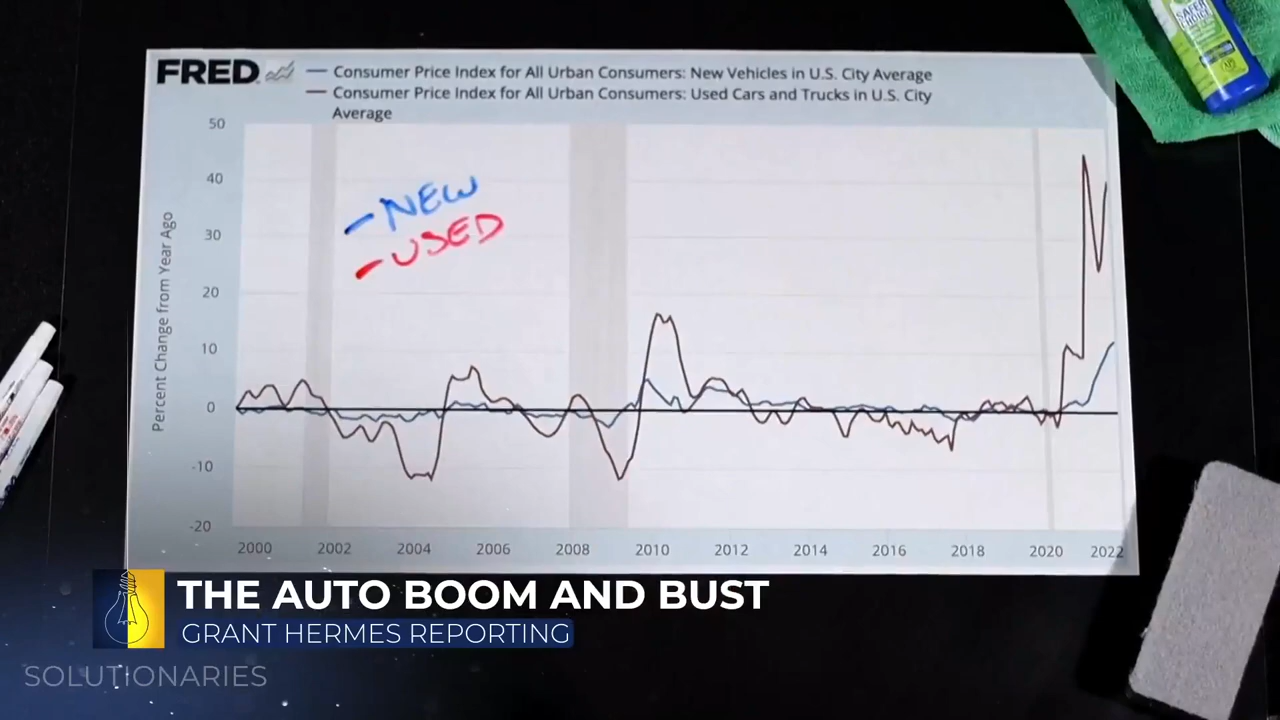 FRED
Consumer Price Index for All Urban Consumers: New Vehicles in U.S. City Average
Consumer Price Index for All Urban Consumers: Used Cars and Trucks in U.S. City
Average
50
40
30
20
10
0
-10
-20
Percent Change from Year Ago
-NEW
-USED
2000 2002 2004 2006 2008 2010 2012 2014 2016 2018 2020 2022
SAFER
CHOICE
THE AUTO BOOM AND BUST
GRANT HERMES REPORTING
SOLUTIONARIES